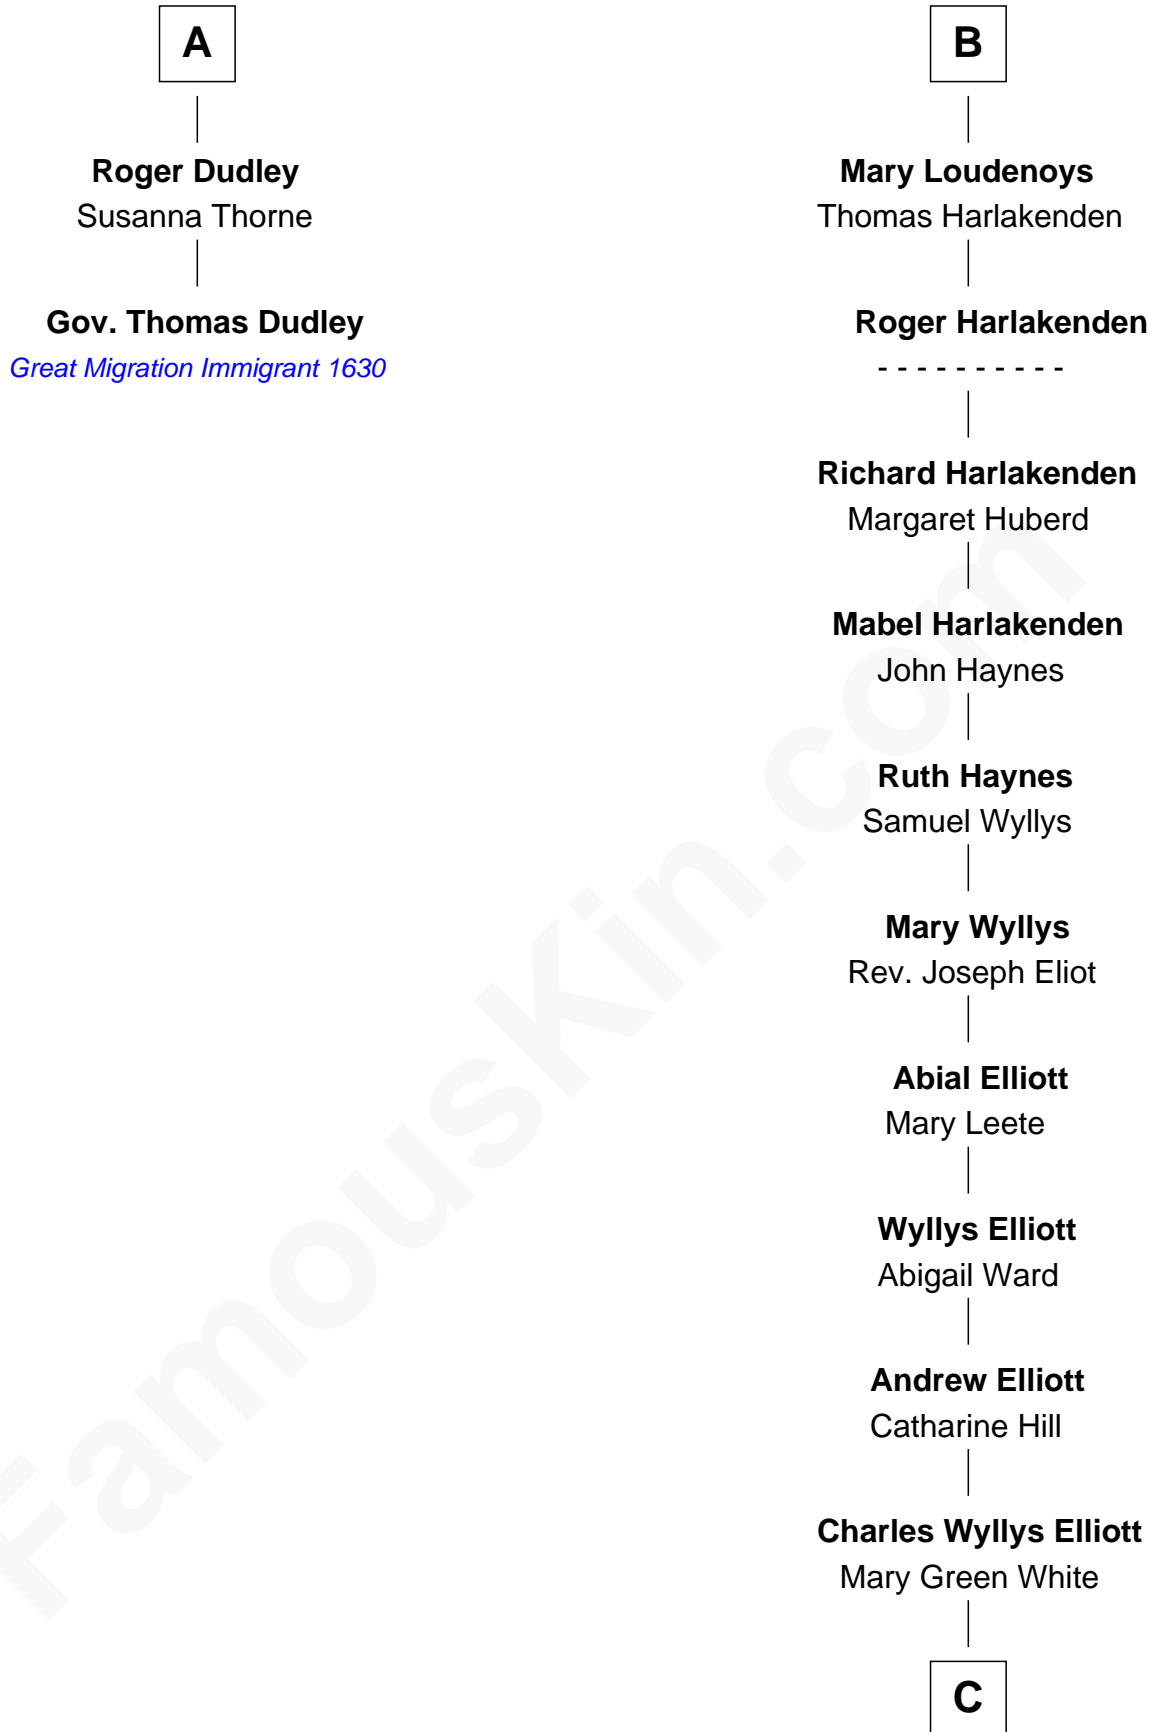 A
Roger Dudley
Susanna Thorne
Gov. Thomas Dudley
Great Migration Immigrant 1630
B
Mary Loudenoys
Thomas Harlakenden
Roger Harlakenden
- - - - - - - - - -
Richard Harlakenden
Margaret Huberd
Mabel Harlakenden
John Haynes
Ruth Haynes
Samuel Wyllys
Mary Wyllys
Rev. Joseph Eliot
Abial Elliott
Mary Leete
Wyllys Elliott
Abigail Ward
Andrew Elliott
Catharine Hill
Charles Wyllys Elliott
Mary Green White
C
FamousKin.com